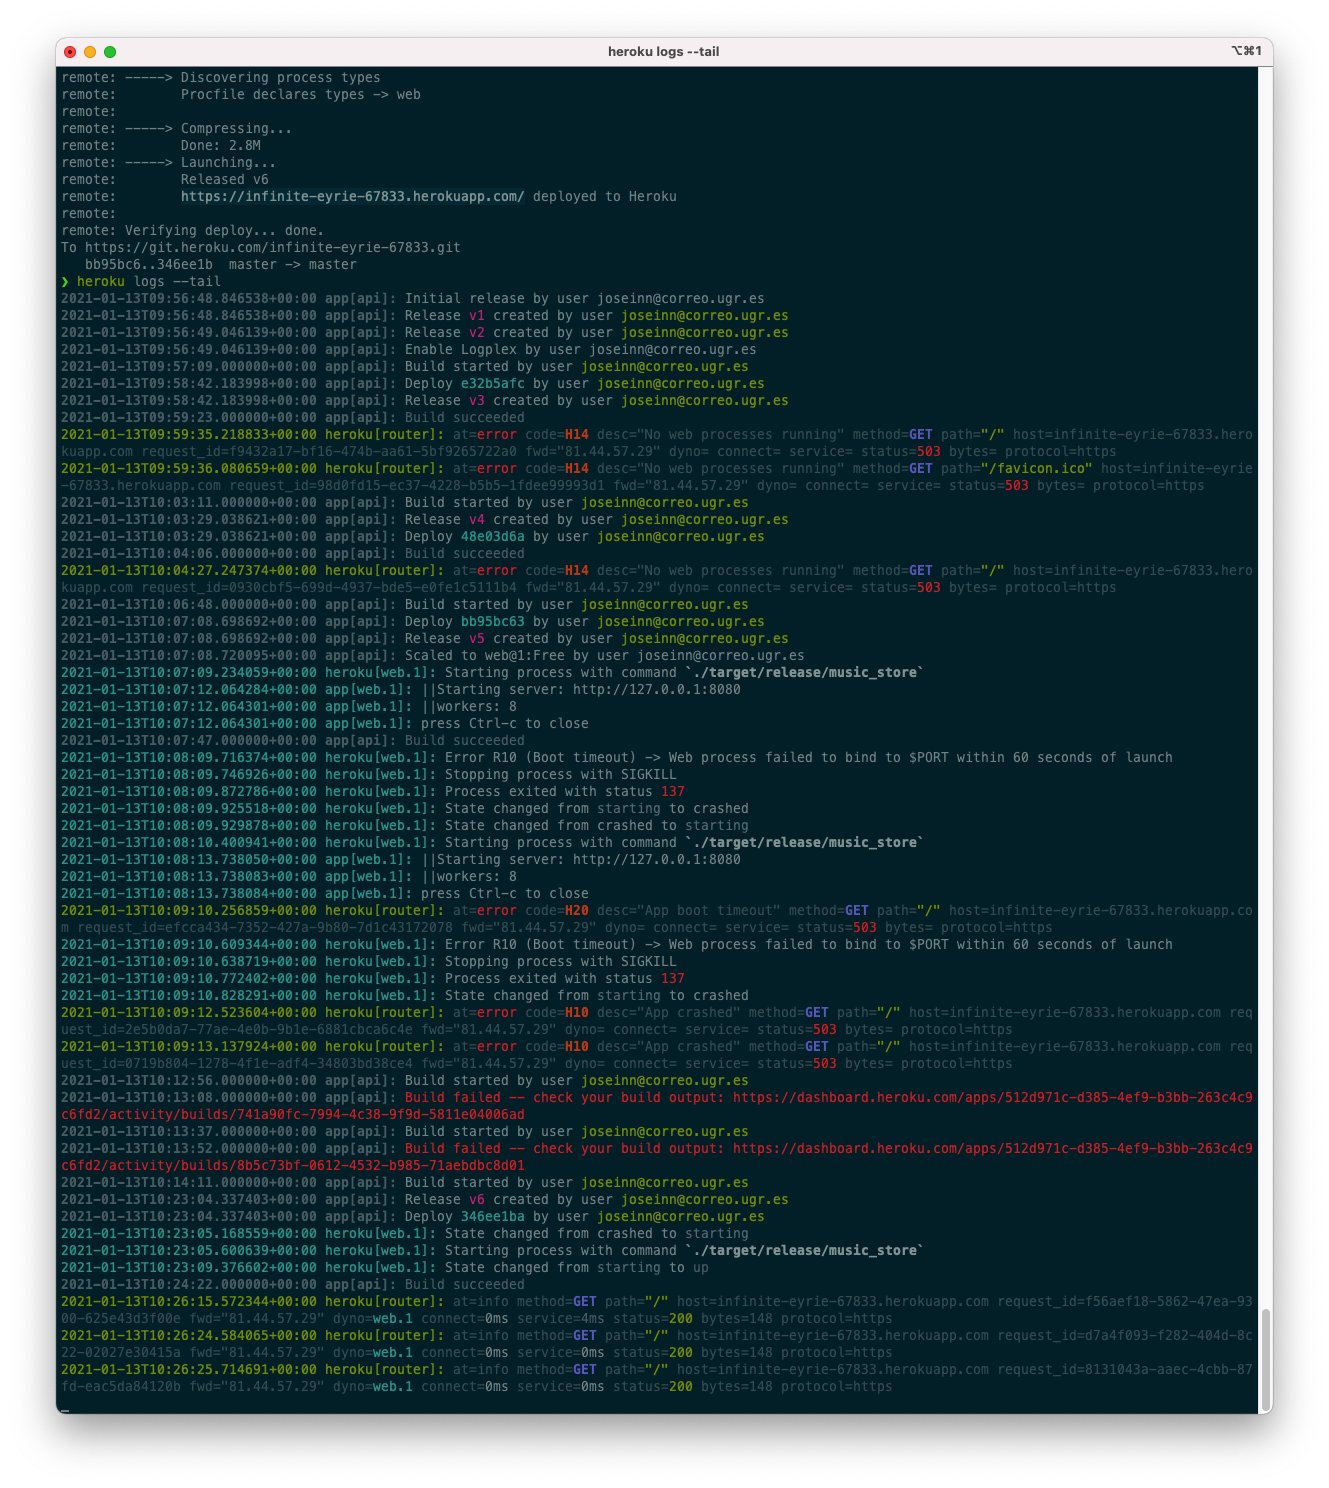 heroku logs --tail
⌥⌘1
remote: -----> Discovering process types
remote:        Procfile declares types -> web
remote:
remote: -----> Compressing...
remote:        Done: 2.8M
remote: -----> Launching...
remote:        Released v6
remote:        https://infinite-eyrie-67833.herokuapp.com/ deployed to Heroku
remote:
remote: Verifying deploy... done.
To https://git.heroku.com/infinite-eyrie-67833.git
   bb95bc6..346ee1b  master -> master
❯ heroku logs --tail
2021-01-13T09:56:48.846538+00:00 app[api]: Initial release by user joseinn@correo.ugr.es
2021-01-13T09:56:48.846538+00:00 app[api]: Release v1 created by user joseinn@correo.ugr.es
2021-01-13T09:56:49.046139+00:00 app[api]: Release v2 created by user joseinn@correo.ugr.es
2021-01-13T09:56:49.046139+00:00 app[api]: Enable Logplex by user joseinn@correo.ugr.es
2021-01-13T09:57:09.000000+00:00 app[api]: Build started by user joseinn@correo.ugr.es
2021-01-13T09:58:42.183998+00:00 app[api]: Deploy e32b5afc by user joseinn@correo.ugr.es
2021-01-13T09:58:42.183998+00:00 app[api]: Release v3 created by user joseinn@correo.ugr.es
2021-01-13T09:59:23.000000+00:00 app[api]: Build succeeded
2021-01-13T09:59:35.218833+00:00 heroku[router]: at=error code=H14 desc="No web processes running" method=GET path="/" host=infinite-eyrie-67833.hero
kuapp.com request_id=f9432a17-bf16-474b-aa61-5bf9265722a0 fwd="81.44.57.29" dyno= connect= service= status=503 bytes= protocol=https
2021-01-13T09:59:36.080659+00:00 heroku[router]: at=error code=H14 desc="No web processes running" method=GET path="/favicon.ico" host=infinite-eyrie
-67833.herokuapp.com request_id=98d0fd15-ec37-4228-b5b5-1fdee99993d1 fwd="81.44.57.29" dyno= connect= service= status=503 bytes= protocol=https
2021-01-13T10:03:11.000000+00:00 app[api]: Build started by user joseinn@correo.ugr.es
2021-01-13T10:03:29.038621+00:00 app[api]: Release v4 created by user joseinn@correo.ugr.es
2021-01-13T10:03:29.038621+00:00 app[api]: Deploy 48e03d6a by user joseinn@correo.ugr.es
2021-01-13T10:04:06.000000+00:00 app[api]: Build succeeded
2021-01-13T10:04:27.247374+00:00 heroku[router]: at=error code=H14 desc="No web processes running" method=GET path="/" host=infinite-eyrie-67833.hero
kuapp.com request_id=0930cbf5-699d-4937-bde5-e0fe1c5111b4 fwd="81.44.57.29" dyno= connect= service= status=503 bytes= protocol=https
2021-01-13T10:06:48.000000+00:00 app[api]: Build started by user joseinn@correo.ugr.es
2021-01-13T10:07:08.698692+00:00 app[api]: Deploy bb95bc63 by user joseinn@correo.ugr.es
2021-01-13T10:07:08.698692+00:00 app[api]: Release v5 created by user joseinn@correo.ugr.es
2021-01-13T10:07:08.720095+00:00 app[api]: Scaled to web@1:Free by user joseinn@correo.ugr.es
2021-01-13T10:07:09.234059+00:00 heroku[web.1]: Starting process with command `./target/release/music_store`
2021-01-13T10:07:12.064284+00:00 app[web.1]: ||Starting server: http://127.0.0.1:8080
2021-01-13T10:07:12.064301+00:00 app[web.1]: ||workers: 8
2021-01-13T10:07:12.064301+00:00 app[web.1]: press Ctrl-c to close
2021-01-13T10:07:47.000000+00:00 app[api]: Build succeeded
2021-01-13T10:08:09.716374+00:00 heroku[web.1]: Error R10 (Boot timeout) -> Web process failed to bind to $PORT within 60 seconds of launch
2021-01-13T10:08:09.746926+00:00 heroku[web.1]: Stopping process with SIGKILL
2021-01-13T10:08:09.872786+00:00 heroku[web.1]: Process exited with status 137
2021-01-13T10:08:09.925518+00:00 heroku[web.1]: State changed from starting to crashed
2021-01-13T10:08:09.929878+00:00 heroku[web.1]: State changed from crashed to starting
2021-01-13T10:08:10.400941+00:00 heroku[web.1]: Starting process with command `./target/release/music_store`
2021-01-13T10:08:13.738050+00:00 app[web.1]: ||Starting server: http://127.0.0.1:8080
2021-01-13T10:08:13.738083+00:00 app[web.1]: ||workers: 8
2021-01-13T10:08:13.738084+00:00 app[web.1]: press Ctrl-c to close
2021-01-13T10:09:10.256859+00:00 heroku[router]: at=error code=H20 desc="App boot timeout" method=GET path="/" host=infinite-eyrie-67833.herokuapp.co
m request_id=efcca434-7352-427a-9b80-7d1c43172078 fwd="81.44.57.29" dyno= connect= service= status=503 bytes= protocol=https
2021-01-13T10:09:10.609344+00:00 heroku[web.1]: Error R10 (Boot timeout) -> Web process failed to bind to $PORT within 60 seconds of launch
2021-01-13T10:09:10.638719+00:00 heroku[web.1]: Stopping process with SIGKILL
2021-01-13T10:09:10.772402+00:00 heroku[web.1]: Process exited with status 137
2021-01-13T10:09:10.828291+00:00 heroku[web.1]: State changed from starting to crashed
2021-01-13T10:09:12.523604+00:00 heroku[router]: at=error code=H10 desc="App crashed" method=GET path="/" host=infinite-eyrie-67833.herokuapp.com req
uest_id=2e5b0da7-77ae-4e0b-9b1e-6881cbca6c4e fwd="81.44.57.29" dyno= connect= service= status=503 bytes= protocol=https
2021-01-13T10:09:13.137924+00:00 heroku[router]: at=error code=H10 desc="App crashed" method=GET path="/" host=infinite-eyrie-67833.herokuapp.com req
uest_id=0719b804-1278-4f1e-adf4-34803bd38ce4 fwd="81.44.57.29" dyno= connect= service= status=503 bytes= protocol=https
2021-01-13T10:12:56.000000+00:00 app[api]: Build started by user joseinn@correo.ugr.es
2021-01-13T10:13:08.000000+00:00 app[api]: Build failed -- check your build output: https://dashboard.heroku.com/apps/512d971c-d385-4ef9-b3bb-263c4c9
c6fd2/activity/builds/741a90fc-7994-4c38-9f9d-5811e04006ad
2021-01-13T10:13:37.000000+00:00 app[api]: Build started by user joseinn@correo.ugr.es
2021-01-13T10:13:52.000000+00:00 app[api]: Build failed -- check your build output: https://dashboard.heroku.com/apps/512d971c-d385-4ef9-b3bb-263c4c9
c6fd2/activity/builds/8b5c73bf-0612-4532-b985-71aebdbc8d01
2021-01-13T10:14:11.000000+00:00 app[api]: Build started by user joseinn@correo.ugr.es
2021-01-13T10:23:04.337403+00:00 app[api]: Release v6 created by user joseinn@correo.ugr.es
2021-01-13T10:23:04.337403+00:00 app[api]: Deploy 346ee1ba by user joseinn@correo.ugr.es
2021-01-13T10:23:05.168559+00:00 heroku[web.1]: State changed from crashed to starting
2021-01-13T10:23:05.600639+00:00 heroku[web.1]: Starting process with command `./target/release/music_store`
2021-01-13T10:23:09.376602+00:00 heroku[web.1]: State changed from starting to up
2021-01-13T10:24:22.000000+00:00 app[api]: Build succeeded
2021-01-13T10:26:15.572344+00:00 heroku[router]: at=info method=GET path="/" host=infinite-eyrie-67833.herokuapp.com request_id=f56aef18-5862-47ea-93
00-625e43d3f00e fwd="81.44.57.29" dyno=web.1 connect=0ms service=4ms status=200 bytes=148 protocol=https
2021-01-13T10:26:24.584065+00:00 heroku[router]: at=info method=GET path="/" host=infinite-eyrie-67833.herokuapp.com request_id=d7a4f093-f282-404d-8c
22-02027e30415a fwd="81.44.57.29" dyno=web.1 connect=0ms service=0ms status=200 bytes=148 protocol=https
2021-01-13T10:26:25.714691+00:00 heroku[router]: at=info method=GET path="/" host=infinite-eyrie-67833.herokuapp.com request_id=8131043a-aaec-4cbb-87
fd-eac5da84120b fwd="81.44.57.29" dyno=web.1 connect=0ms service=0ms status=200 bytes=148 protocol=https